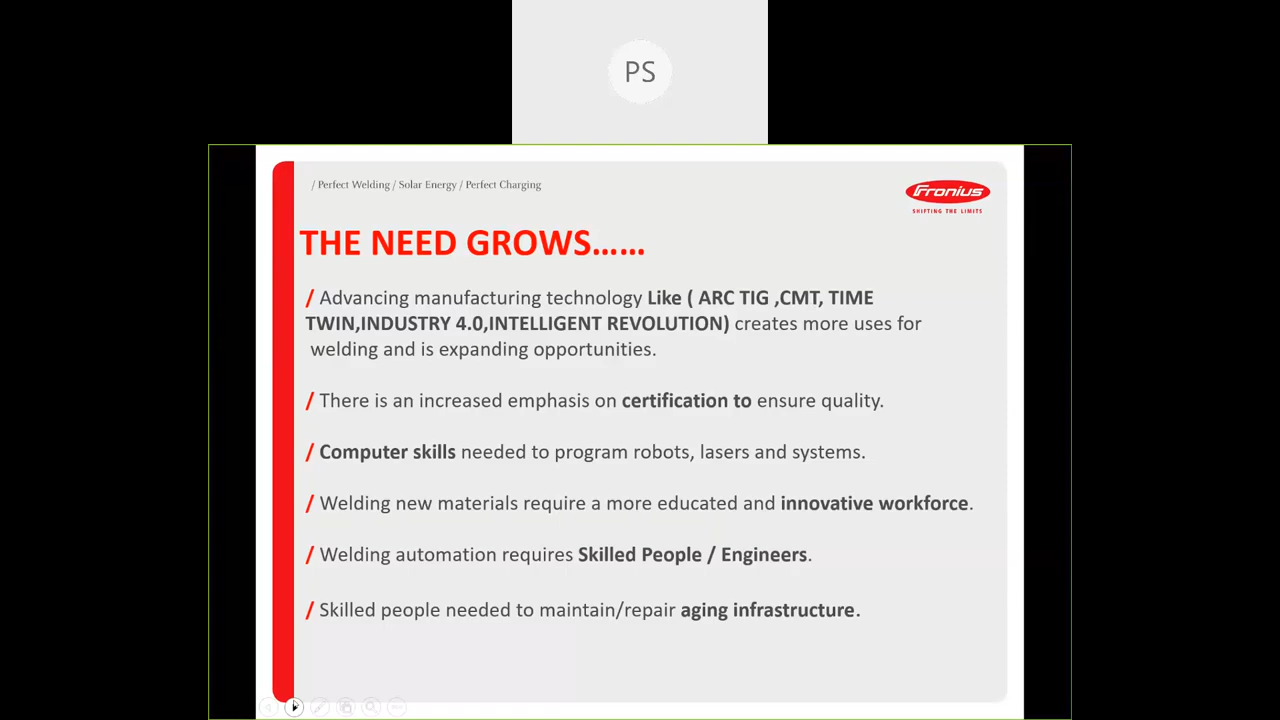 PS
/ Perfect Welding / Solar Energy / Perfect Charging
Fronius
SHIFTING THE LIMITS
THE NEED GROWS……
/ Advancing manufacturing technology Like ( ARC TIG ,CMT, TIME
TWIN,INDUSTRY 4.0,INTELLIGENT REVOLUTION) creates more uses for
welding and is expanding opportunities.
/ There is an increased emphasis on certification to ensure quality.
/ Computer skills needed to program robots, lasers and systems.
/ Welding new materials require a more educated and innovative workforce.
/ Welding automation requires Skilled People / Engineers.
/ Skilled people needed to maintain/repair aging infrastructure.